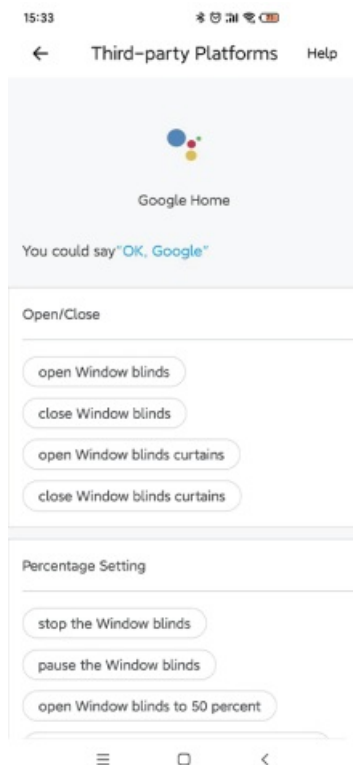 15:33
Third-party Platforms Help
Google Home
You could say"OK, Google"
Open/Close
open Window blinds
close Window blinds
open Window blinds curtains
close Window blinds curtains
Percentage Setting
stop the Window blinds
pause the Window blinds
open Window blinds to 50 percent